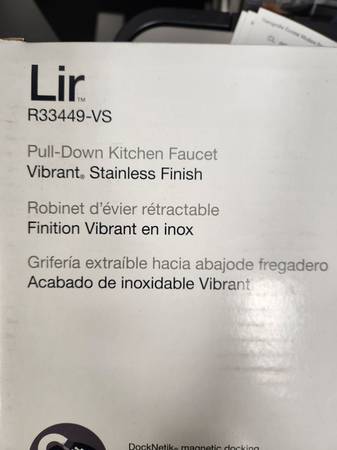 Lir™
R33449-VS
Pull-Down Kitchen Faucet
Vibrant® Stainless Finish
Robinet d'évier rétractable
Finition Vibrant en inox
Grifería extraíble hacia abajode fregadero
Acabado de inoxidable Vibrant
DockNetik® magnetic docking